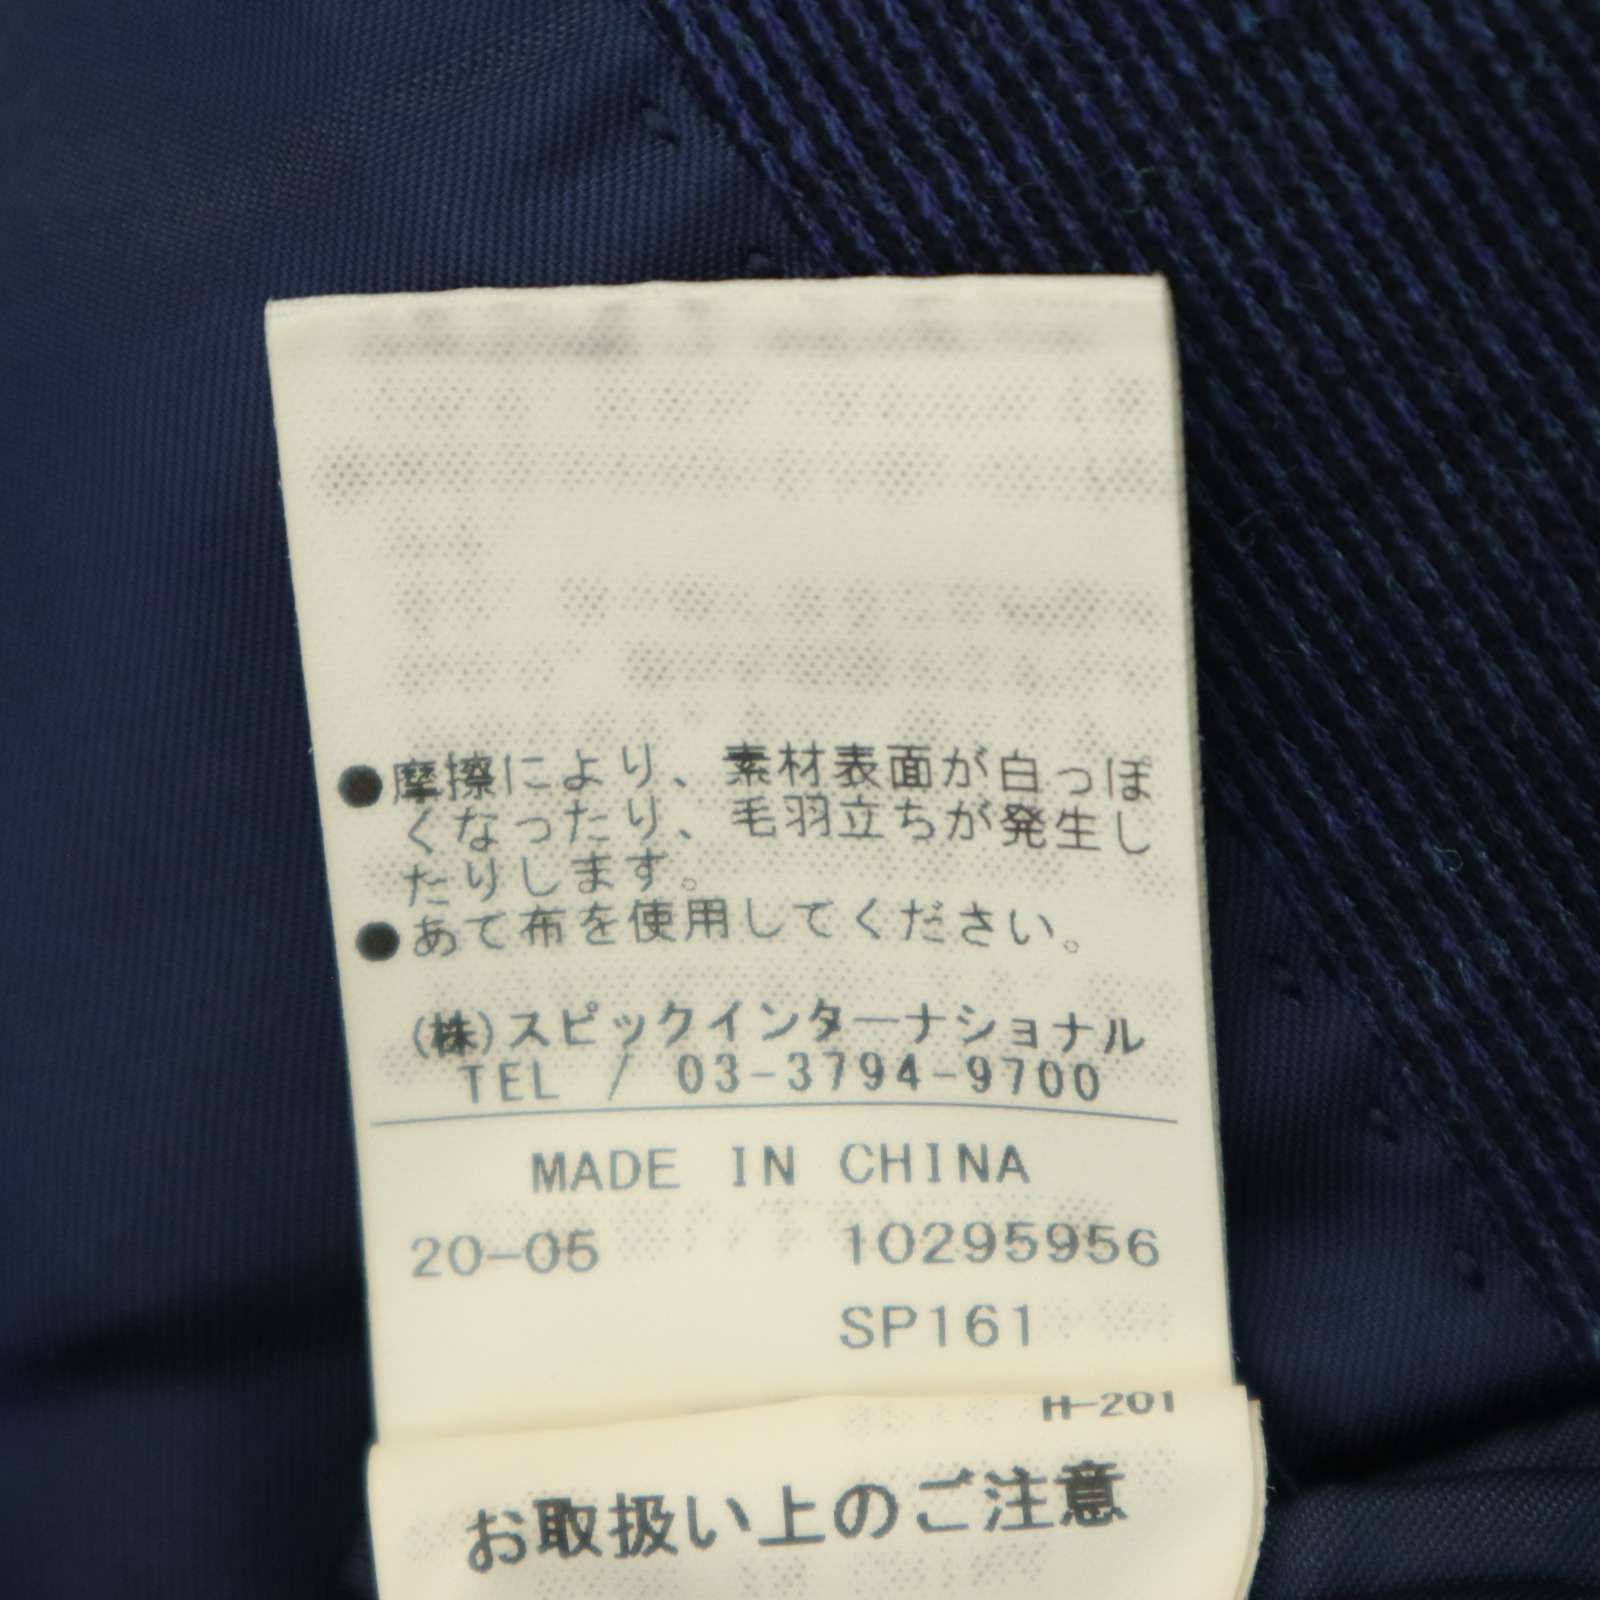 ●摩擦により、素材表面が白っぽ
くなったり、毛羽立ちが発生し
たりします。
●あて布を使用してください。
(株)スピックインターナショナル
TEL / 03-3794-9700
MADE IN CHINA
20-05 10295956
SP161
H-201
お取扱い上のご注意